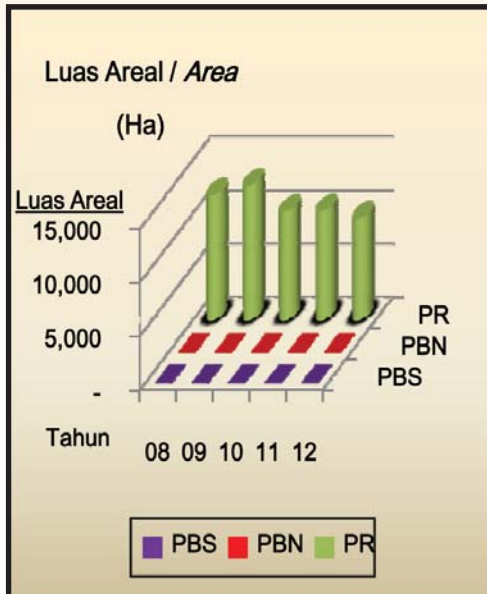 Luas Areal / Area
(Ha)
Luas Areal
15,000
10,000
5,000
-
PR
PBN
PBS
Tahun
08 09 10 11 12
PBS PBN PR